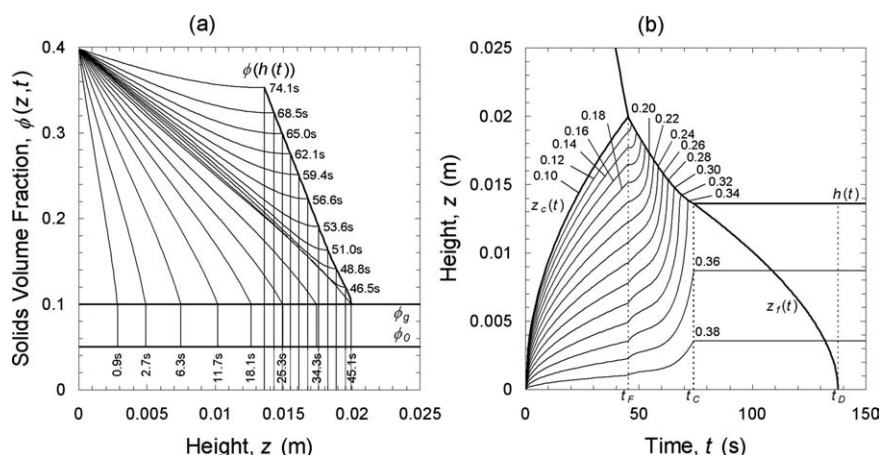 (a)
Solids Volume Fraction, ϕ(z,t)
0.4
0.3
0.2
0.1
0
ϕ(h(t))
74.1s
68.5s
65.0s
62.1s
59.4s
56.6s
53.6s
51.0s
48.8s
46.5s
ϕg
ϕ0
0.9s
2.7s
6.3s
11.7s
18.1s
25.3s
34.3s
45.1s
0
0.005
0.01
0.015
0.02
0.025
Height, z (m)
(b)
Height, z (m)
0.025
0.02
0.015
0.01
0.005
0
0.20
0.18
0.22
0.16
0.24
0.14
0.26
0.12
0.28
0.10
0.30
0.32
0.34
zc(t)
h(t)
0.36
zf(t)
0.38
tF
tC
tD
0
50
100
150
Time, t (s)